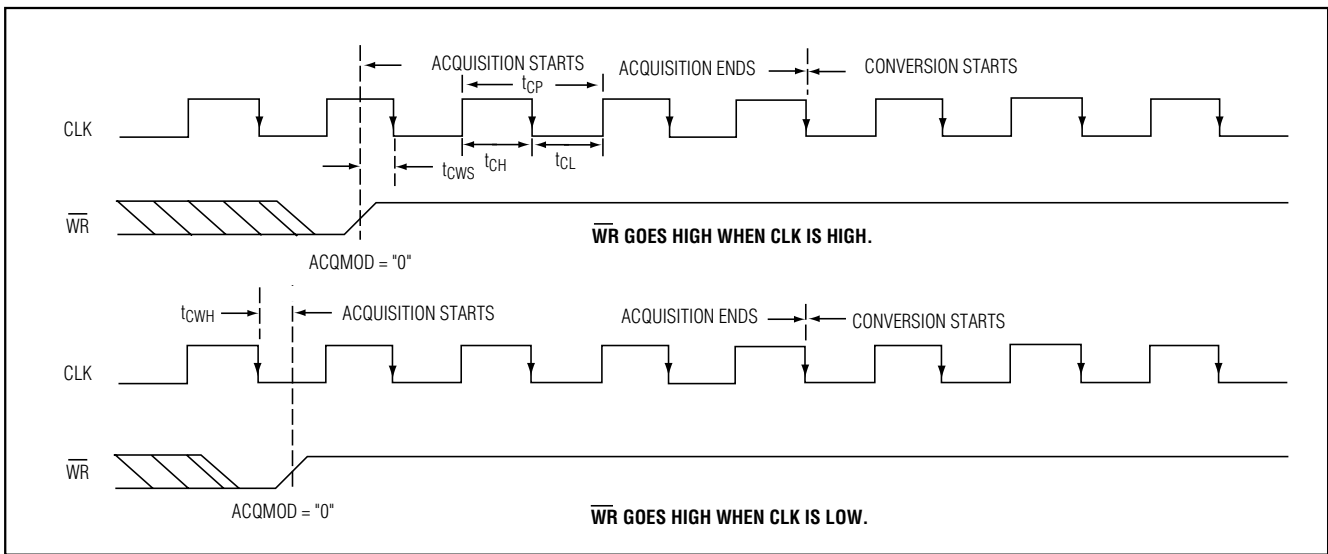 ACQUISITION STARTS
ACQUISITION ENDS
CONVERSION STARTS
tCP
CLK
tCWS
tCH
tCL
WR
WR GOES HIGH WHEN CLK IS HIGH.
ACQMOD = "0"
tCWH
ACQUISITION STARTS
ACQUISITION ENDS
CONVERSION STARTS
CLK
WR
ACQMOD = "0"
WR GOES HIGH WHEN CLK IS LOW.